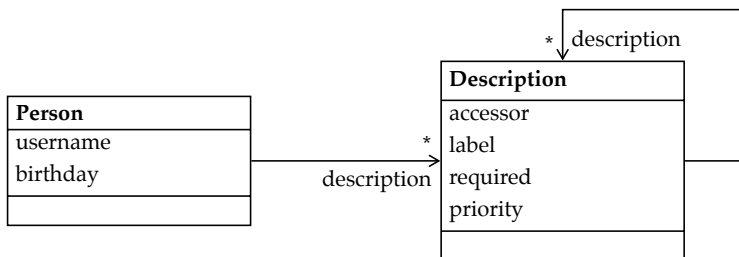 * description
Description
accessor
label
required
priority
Person
username
birthday
*
description